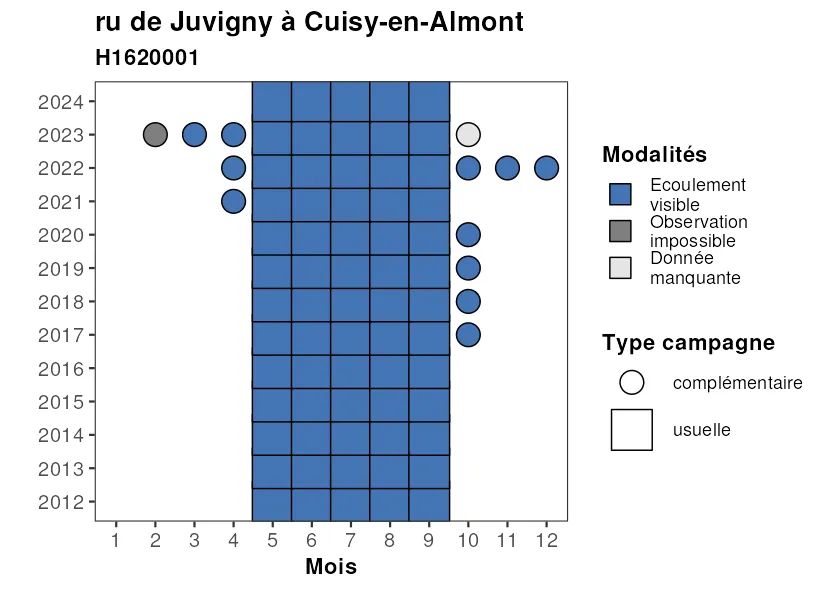 ru de Juvigny à Cuisy-en-Almont
H1620001
2024
2023
2022
2021
2020
2019
2018
2017
2016
2015
2014
2013
2012
1 2 3 4 5 6 7 8 9 10 11 12
Mois
Modalités
Ecoulement
visible
Observation
impossible
Donnée
manquante
Type campagne
complémentaire
usuelle